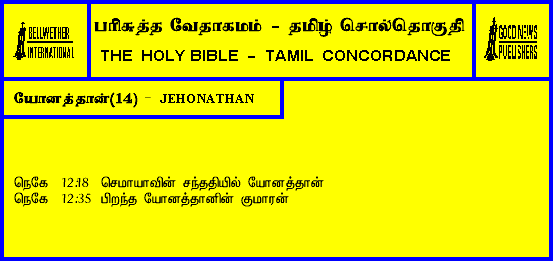 BELLWETHER
INTERNATIONAL
பரிசுத்த வேதாகமம் - தமிழ் சொல்தொகுதி
THE HOLY BIBLE - TAMIL CONCORDANCE
GOOD NEWS
PUBLISHERS
யோனத்தான்(14) - JEHONATHAN
நெகே 12:18 செமாயாவின் சந்ததியில் யோனத்தான்
நெகே 12:35 பிறந்த யோனத்தானின் குமாரன்